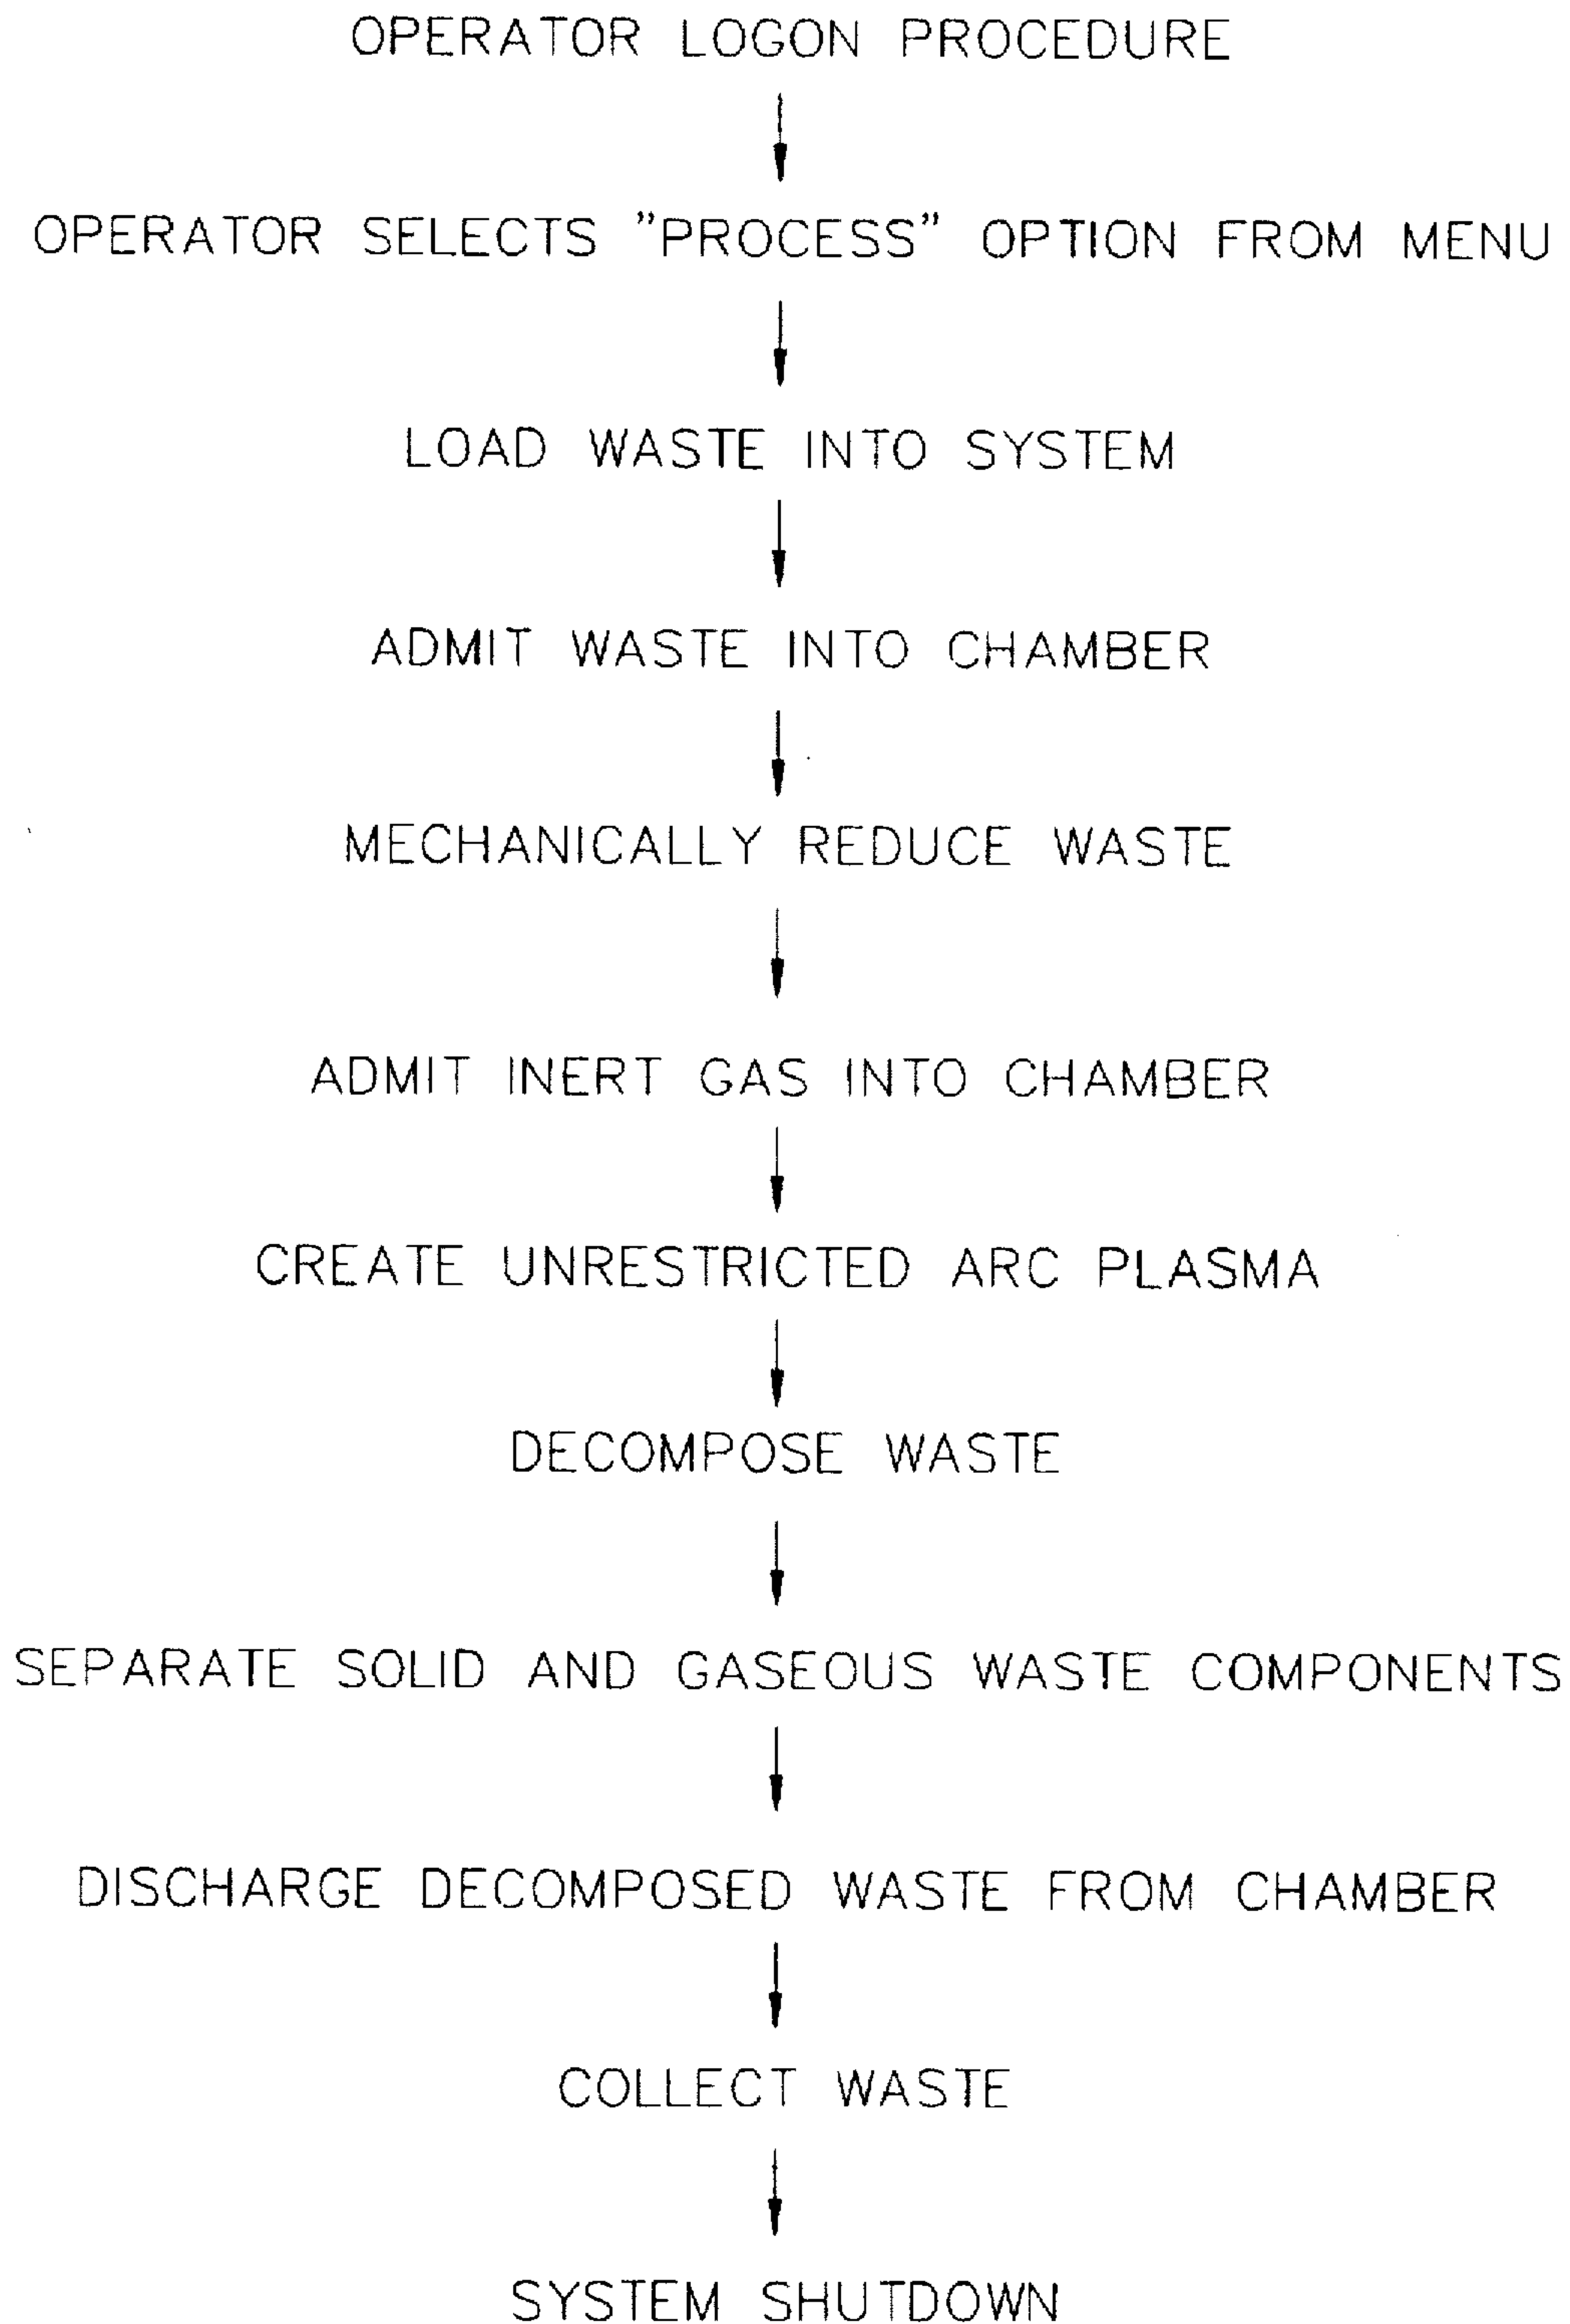 OPERATOR LOGON PROCEDURE
OPERATOR SELECTS "PROCESS" OPTION FROM MENU
LOAD WASTE INTO SYSTEM
ADMIT WASTE INTO CHAMBER
MECHANICALLY REDUCE WASTE
ADMIT INERT GAS INTO CHAMBER
CREATE UNRESTRICTED ARC PLASMA
DECOMPOSE WASTE
SEPARATE SOLID AND GASEOUS WASTE COMPONENTS
DISCHARGE DECOMPOSED WASTE FROM CHAMBER
COLLECT WASTE
SYSTEM SHUTDOWN